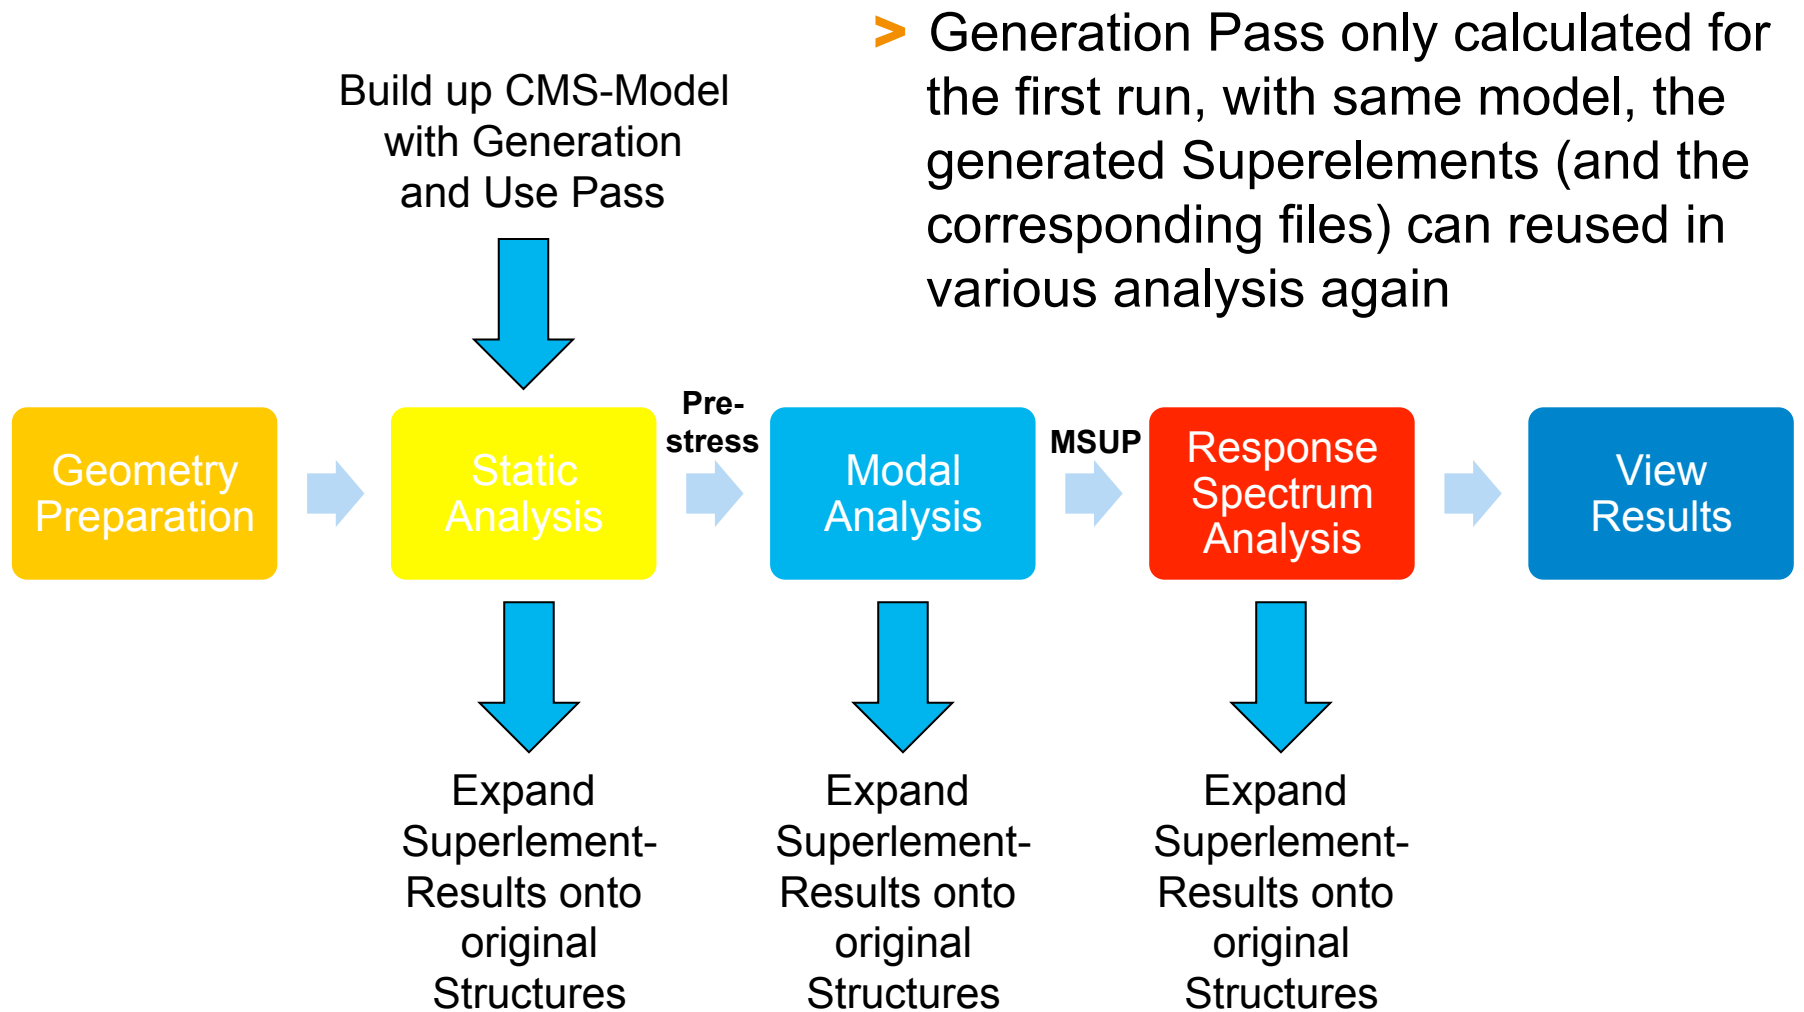 > Generation Pass only calculated for
the first run, with same model, the
generated Superelements (and the
corresponding files) can reused in
various analysis again
Build up CMS-Model
with Generation
and Use Pass
Geometry
Preparation
Static
Analysis
Pre-
stress
Modal
Analysis
MSUP
Response
Spectrum
Analysis
View
Results
Expand
Superlement-
Results onto
original
Structures
Expand
Superlement-
Results onto
original
Structures
Expand
Superlement-
Results onto
original
Structures